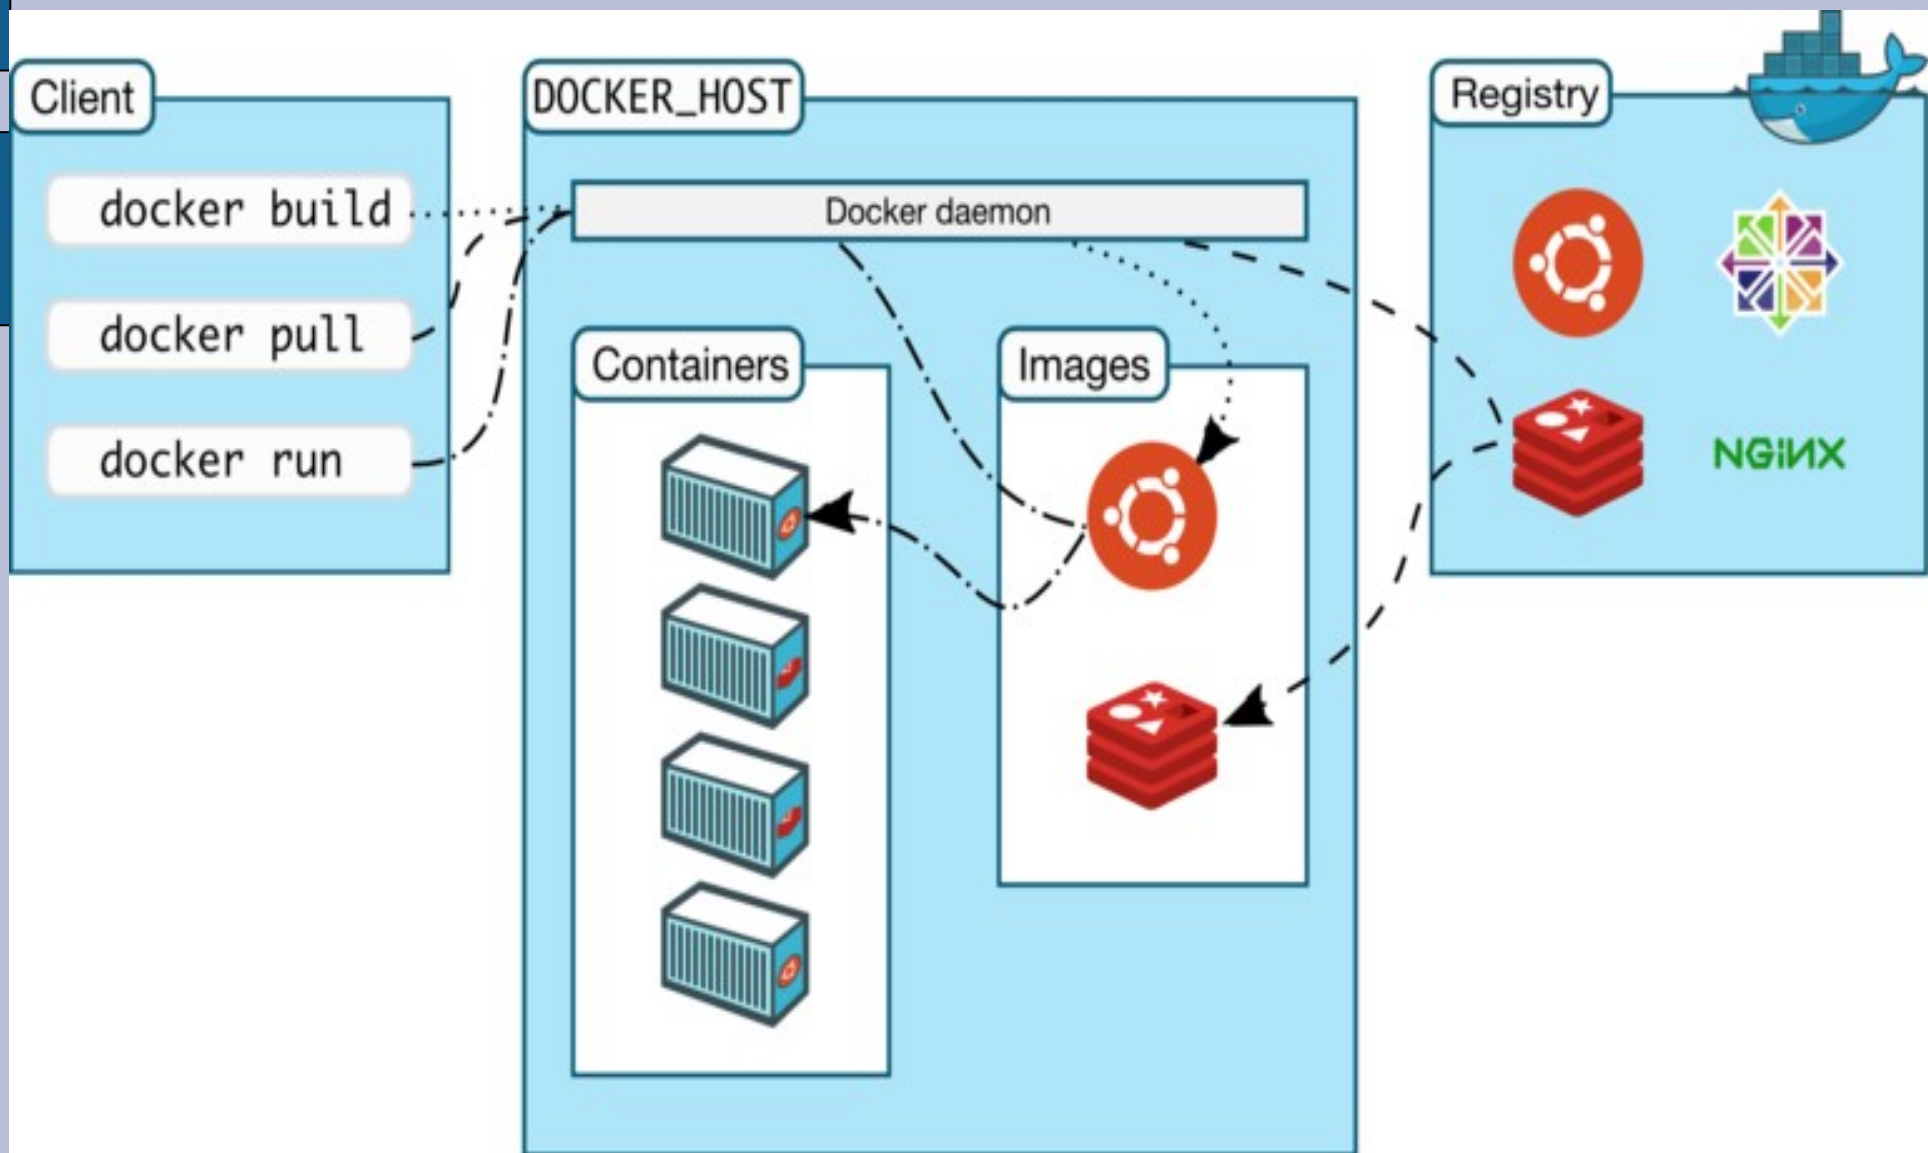 Client
docker build
docker pull
docker run
DOCKER_HOST
Docker daemon
Containers
Images
Registry
NGiNX